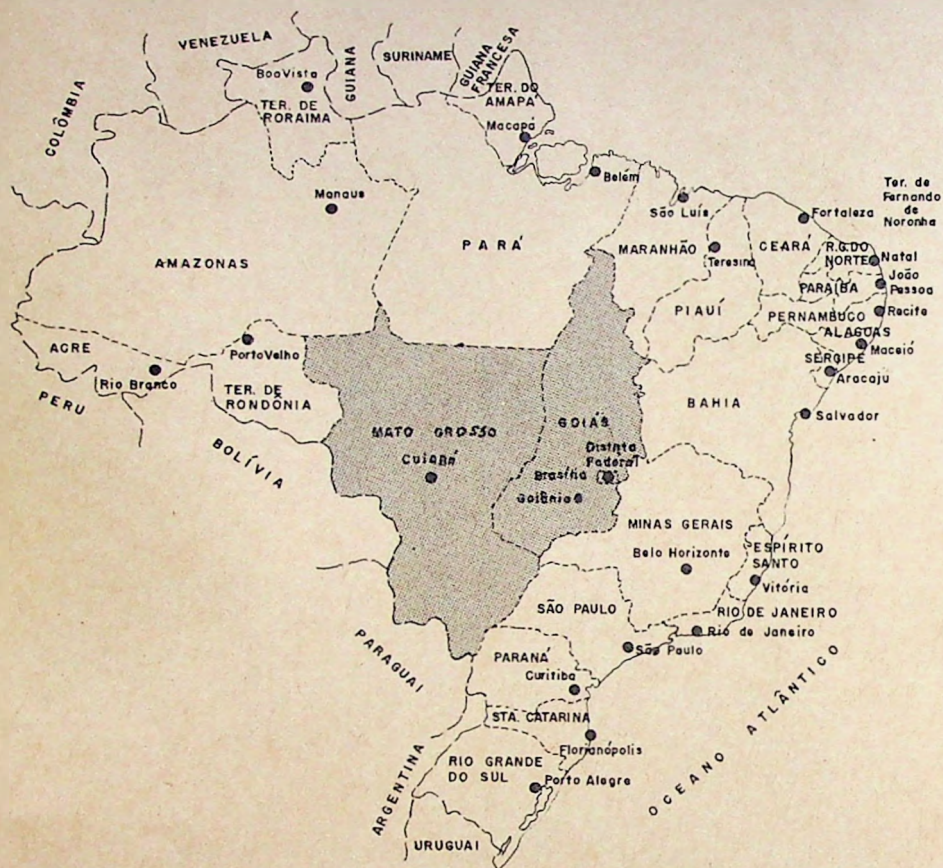 VENEZUELA
GUIANA
SURINAME
GUIANA
FRANCESA
COLÔMBIA
Boa Vista
TER. DE
RORAIMA
TER. DO
AMAPÁ
Macapá
Belém
Manaus
São Luís
Fortaleza
Ter. de
Fernando
de
Noronha
AMAZONAS
PARÁ
MARANHÃO
Teresina
CEARÁ
R.G.DO
NORTE
Natal
João
Pessoa
PARAÍBA
PIAUÍ
PERNAMBUCO
Recife
ALAGOAS
Maceió
SERGIPE
Aracaju
ACRE
Rio Branco
Porto Velho
TER. DE
RONDÔNIA
PERU
BOLÍVIA
MATO GROSSO
Cuiabá
GOIÁS
Distrito
Federal
Brasília
Goiânia
BAHIA
Salvador
MINAS GERAIS
Belo Horizonte
ESPÍRITO
SANTO
Vitória
SÃO PAULO
São Paulo
RIO DE JANEIRO
Rio de Janeiro
PARAGUAI
PARANÁ
Curitiba
STA. CATARINA
Florianópolis
ARGENTINA
RIO GRANDE
DO SUL
Porto Alegre
URUGUAI
OCEANO ATLÂNTICO